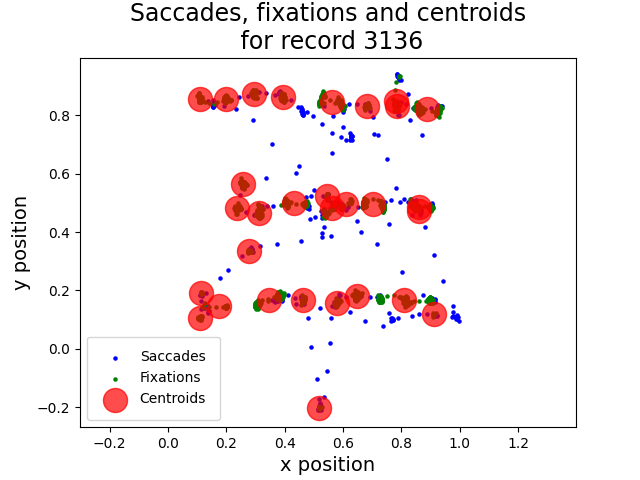 Saccades, fixations and centroids
for record 3136
y position
0.8
0.6
0.4
0.2
0.0
−0.2
Saccades
Fixations
Centroids
−0.2 0.0 0.2 0.4 0.6 0.8 1.0 1.2
x position